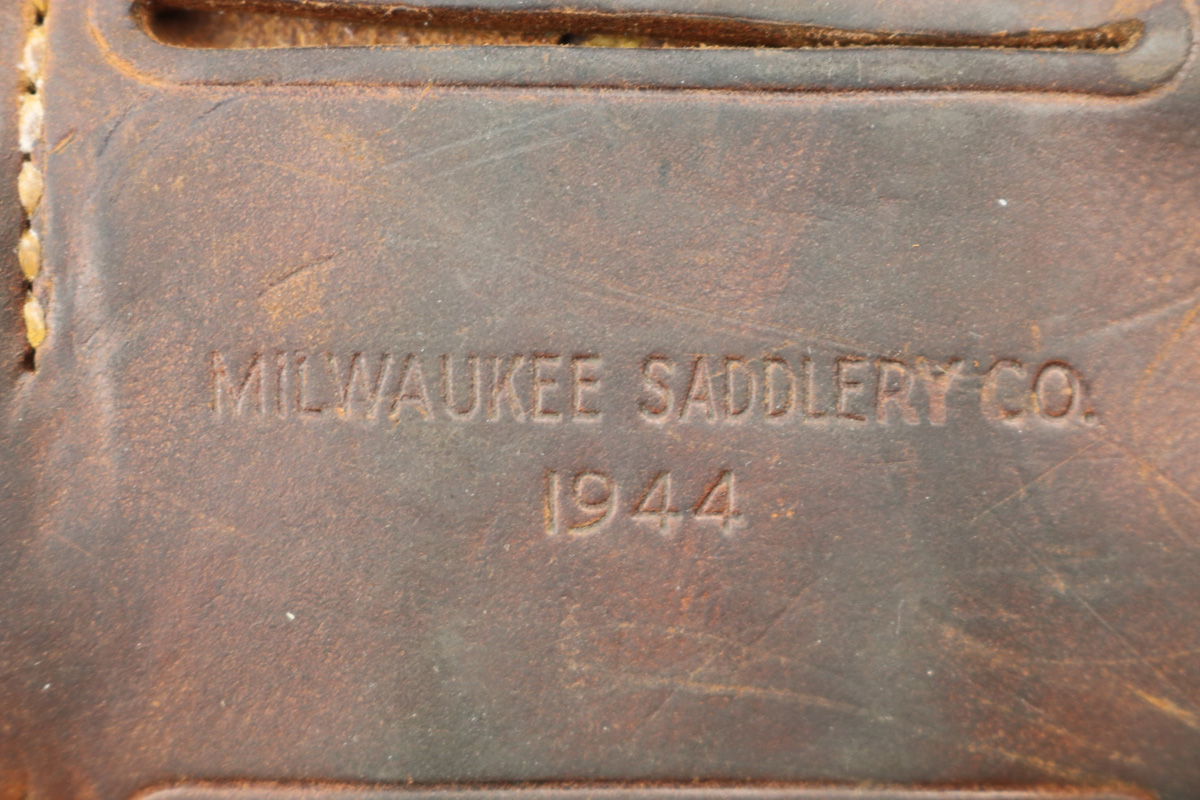 MILWAUKEE SADDLERY CO.
1944